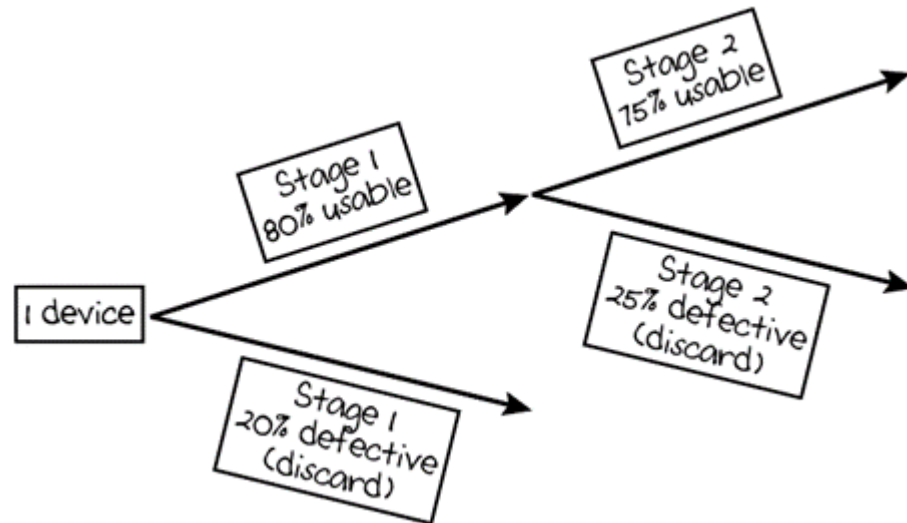 Stage 2
75% usable
Stage 1
80% usable
1 device
Stage 2
25% defective
(discard)
Stage 1
20% defective
(discard)